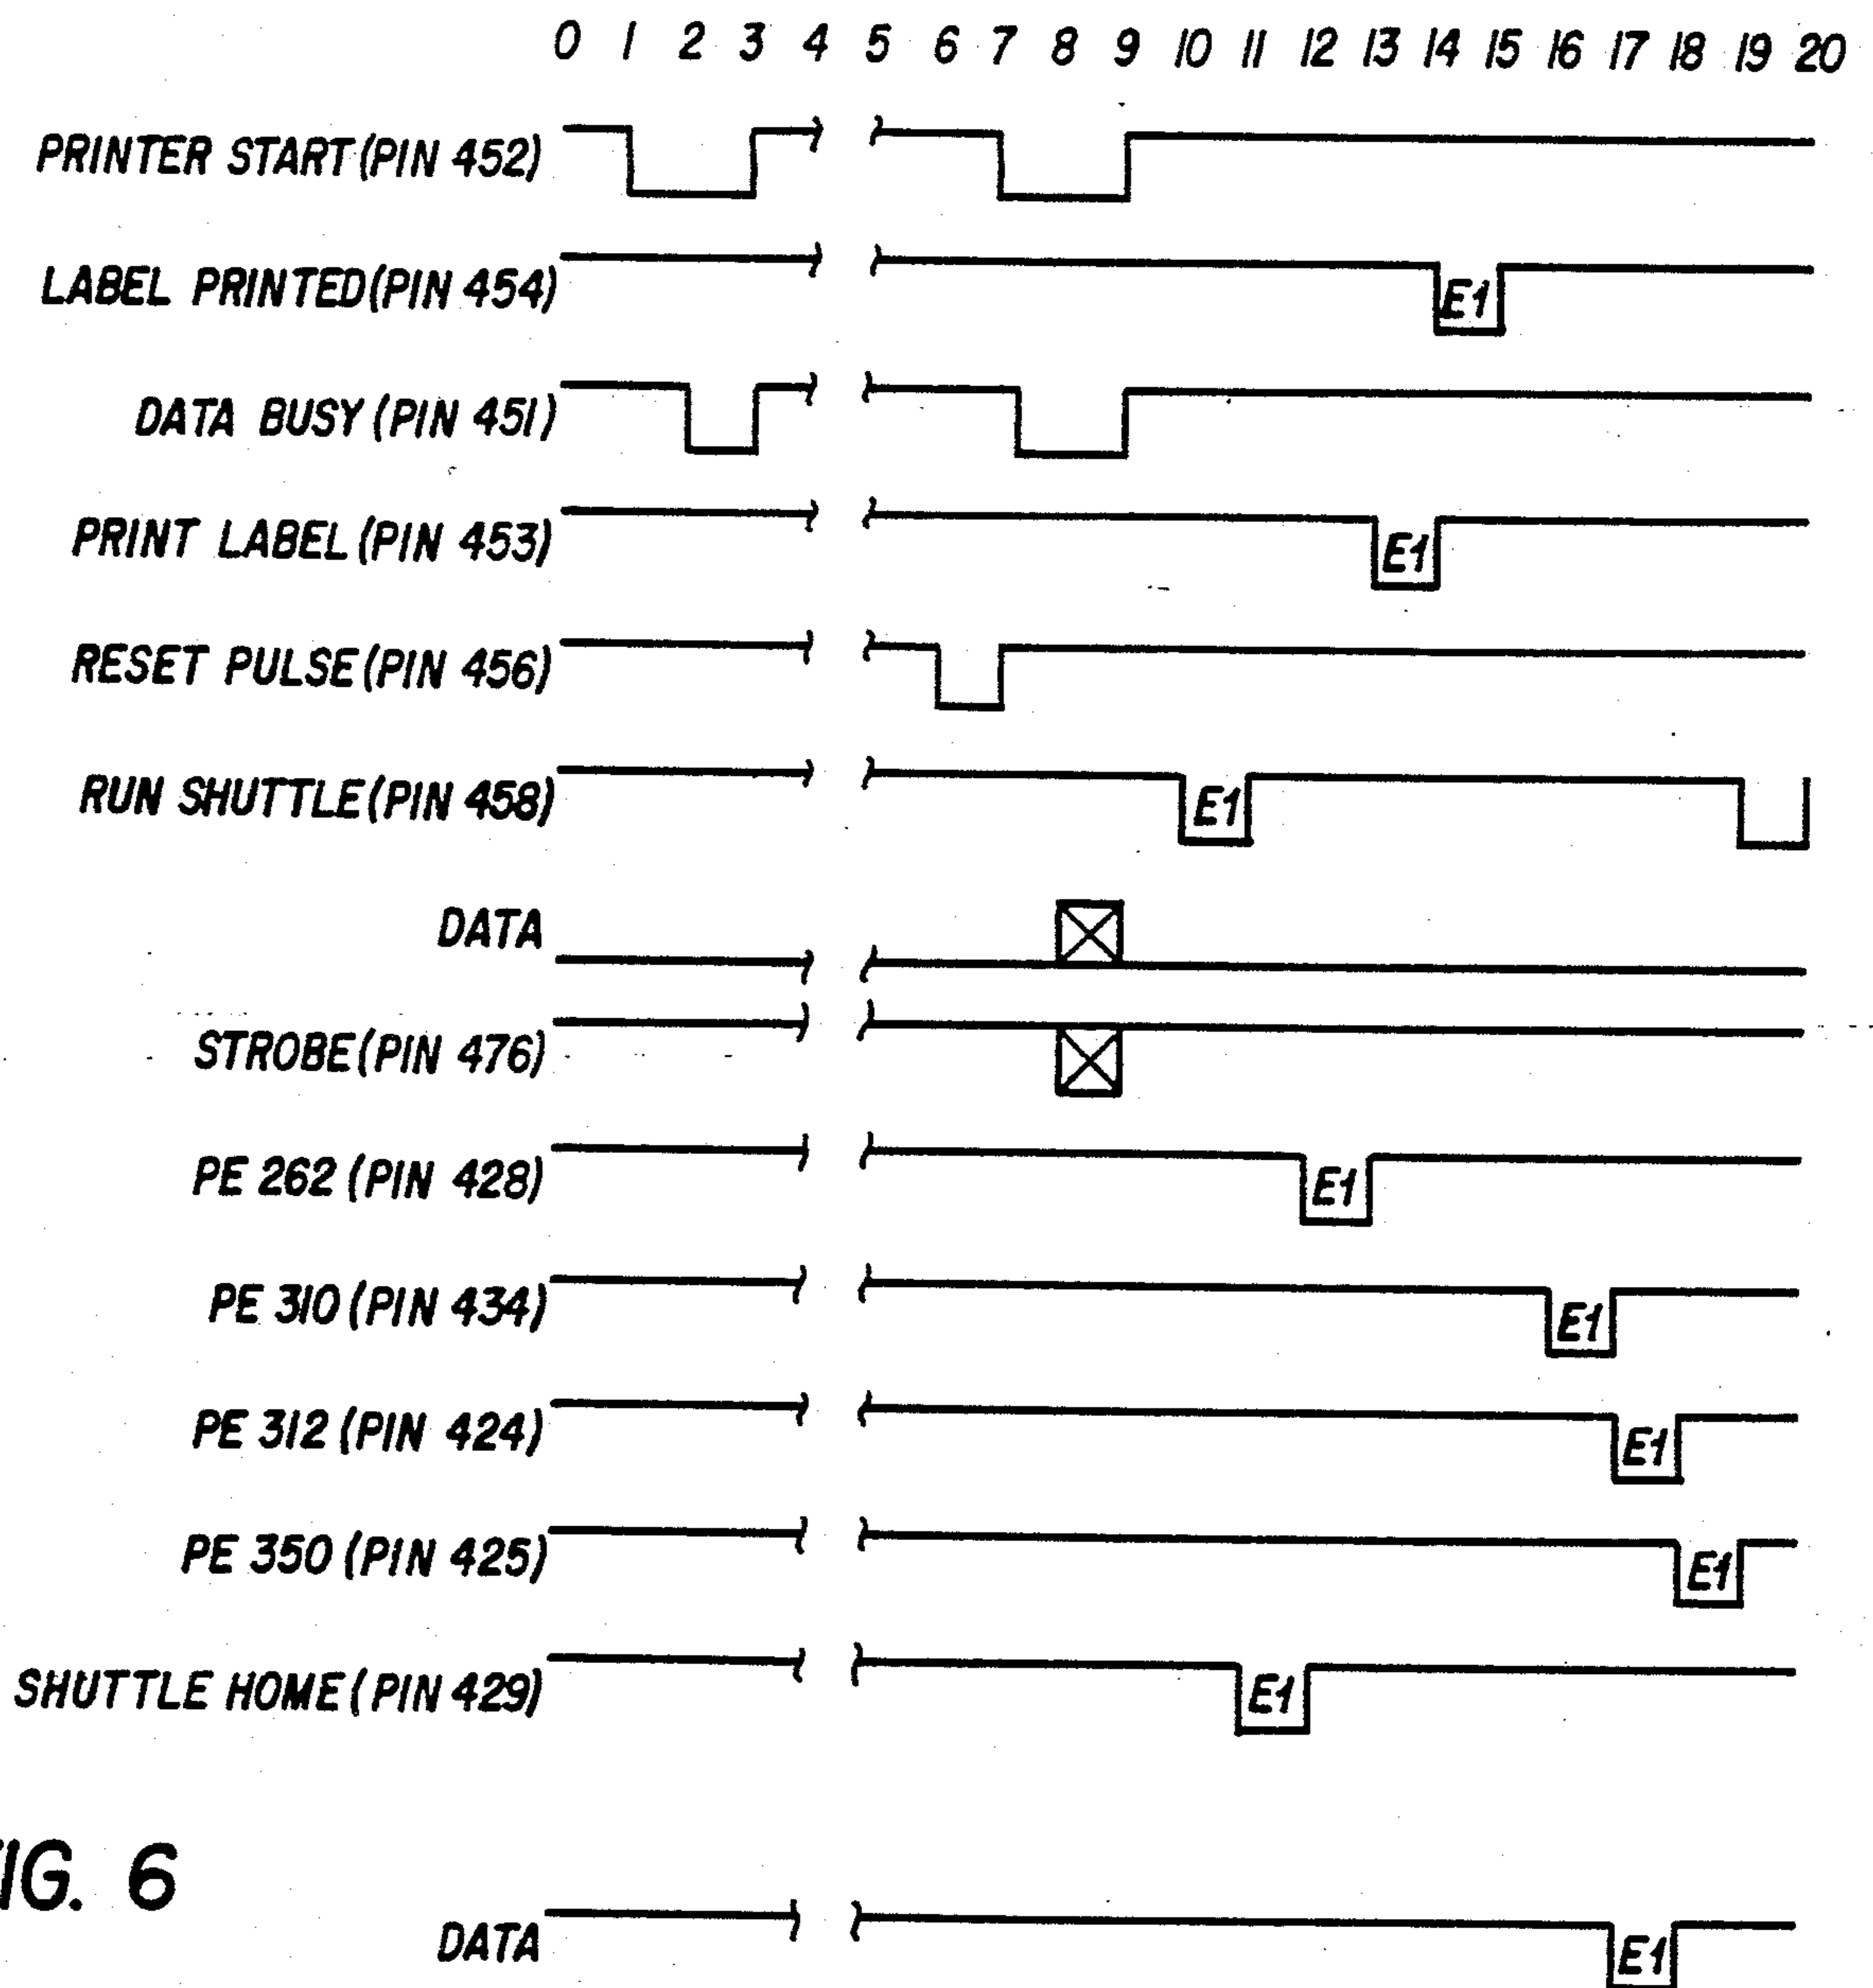 0 1 2 3 4 5 6 7 8 9 10 11 12 13 14 15 16 17 18 19 20
PRINTER START (PIN 452)
LABEL PRINTED (PIN 454) E1
DATA BUSY (PIN 451)
PRINT LABEL (PIN 453) E1
RESET PULSE (PIN 456)
RUN SHUTTLE (PIN 458) E1
DATA
STROBE (PIN 476)
PE 262 (PIN 428) E1
PE 310 (PIN 434) E1
PE 312 (PIN 424) E1
PE 350 (PIN 425) E1
SHUTTLE HOME (PIN 429) E1
IG. 6
DATA E1